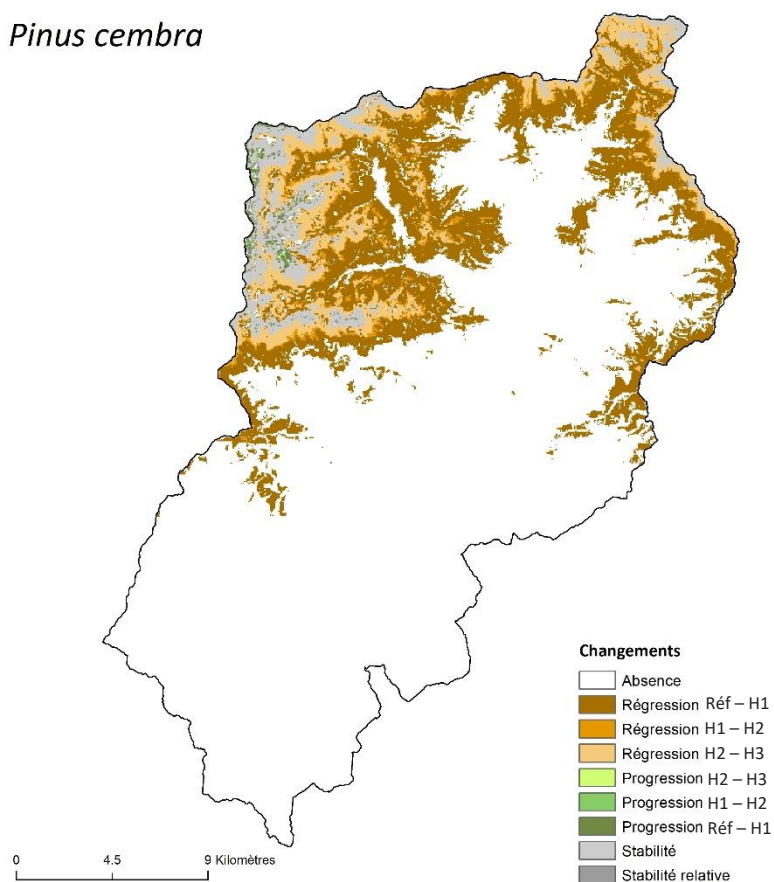 Pinus cembra
Changements
Absence
Régression Réf – H1
Régression H1 – H2
Régression H2 – H3
Progression H2 – H3
Progression H1 – H2
Progression Réf – H1
Stabilité
Stabilité relative
0 4.5 9 Kilomètres